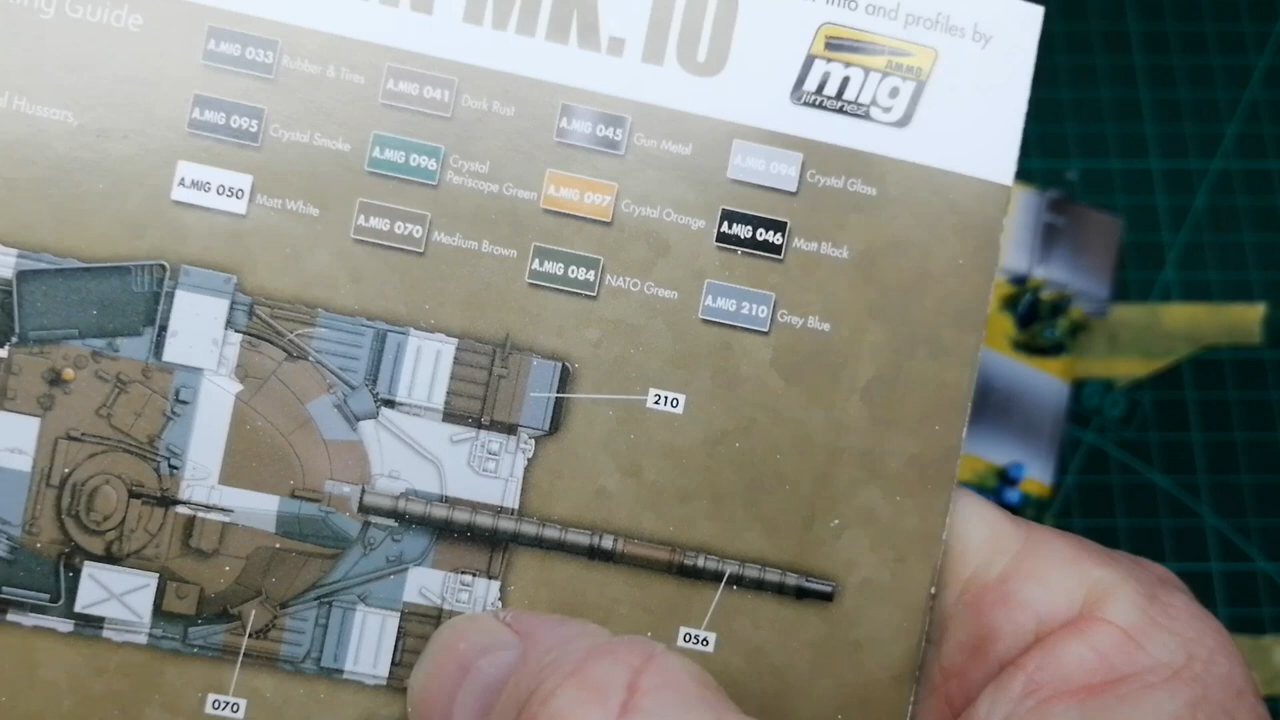 ing Guide
MK.10
info and profiles by
AMMO
mig
jimenez
Hussars,
A.MIG 033 Rubber & Tires
A.MIG 041 Dark Rust
A.MIG 045 Gun Metal
A.MIG 094 Crystal Glass
A.MIG 095 Crystal Smoke
A.MIG 096 Crystal
Periscope Green
A.MIG 097 Crystal Orange
A.MIG 046 Matt Black
A.MIG 050 Matt White
A.MIG 070 Medium Brown
A.MIG 084 NATO Green
A.MIG 210 Grey Blue
210
056
070